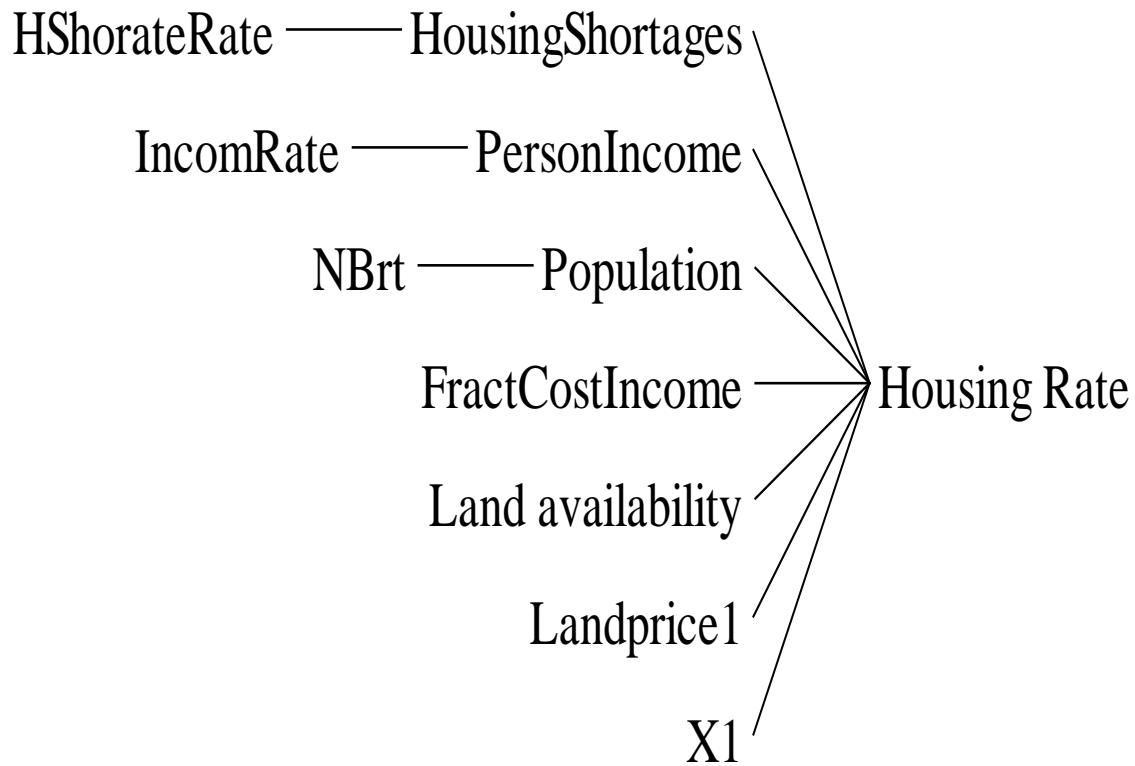 HShorateRate HousingShortages
IncomRate PersonIncome
NBrt Population
FractCostIncome Housing Rate
Land availability
Landprice1
X1